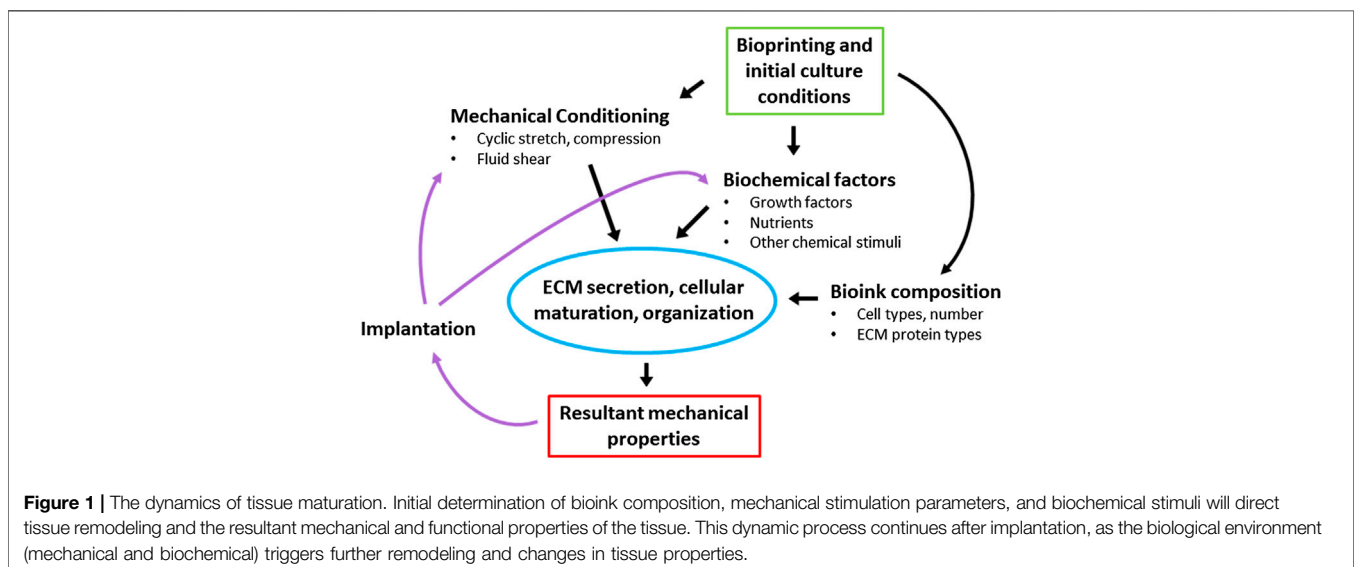 Bioprinting and
initial culture
conditions
Mechanical Conditioning
• Cyclic stretch, compression
• Fluid shear
Biochemical factors
• Growth factors
• Nutrients
• Other chemical stimuli
ECM secretion, cellular
maturation, organization
Bioink composition
• Cell types, number
• ECM protein types
Implantation
Resultant mechanical
properties
Figure 1 | The dynamics of tissue maturation. Initial determination of bioink composition, mechanical stimulation parameters, and biochemical stimuli will direct
tissue remodeling and the resultant mechanical and functional properties of the tissue. This dynamic process continues after implantation, as the biological environment
(mechanical and biochemical) triggers further remodeling and changes in tissue properties.